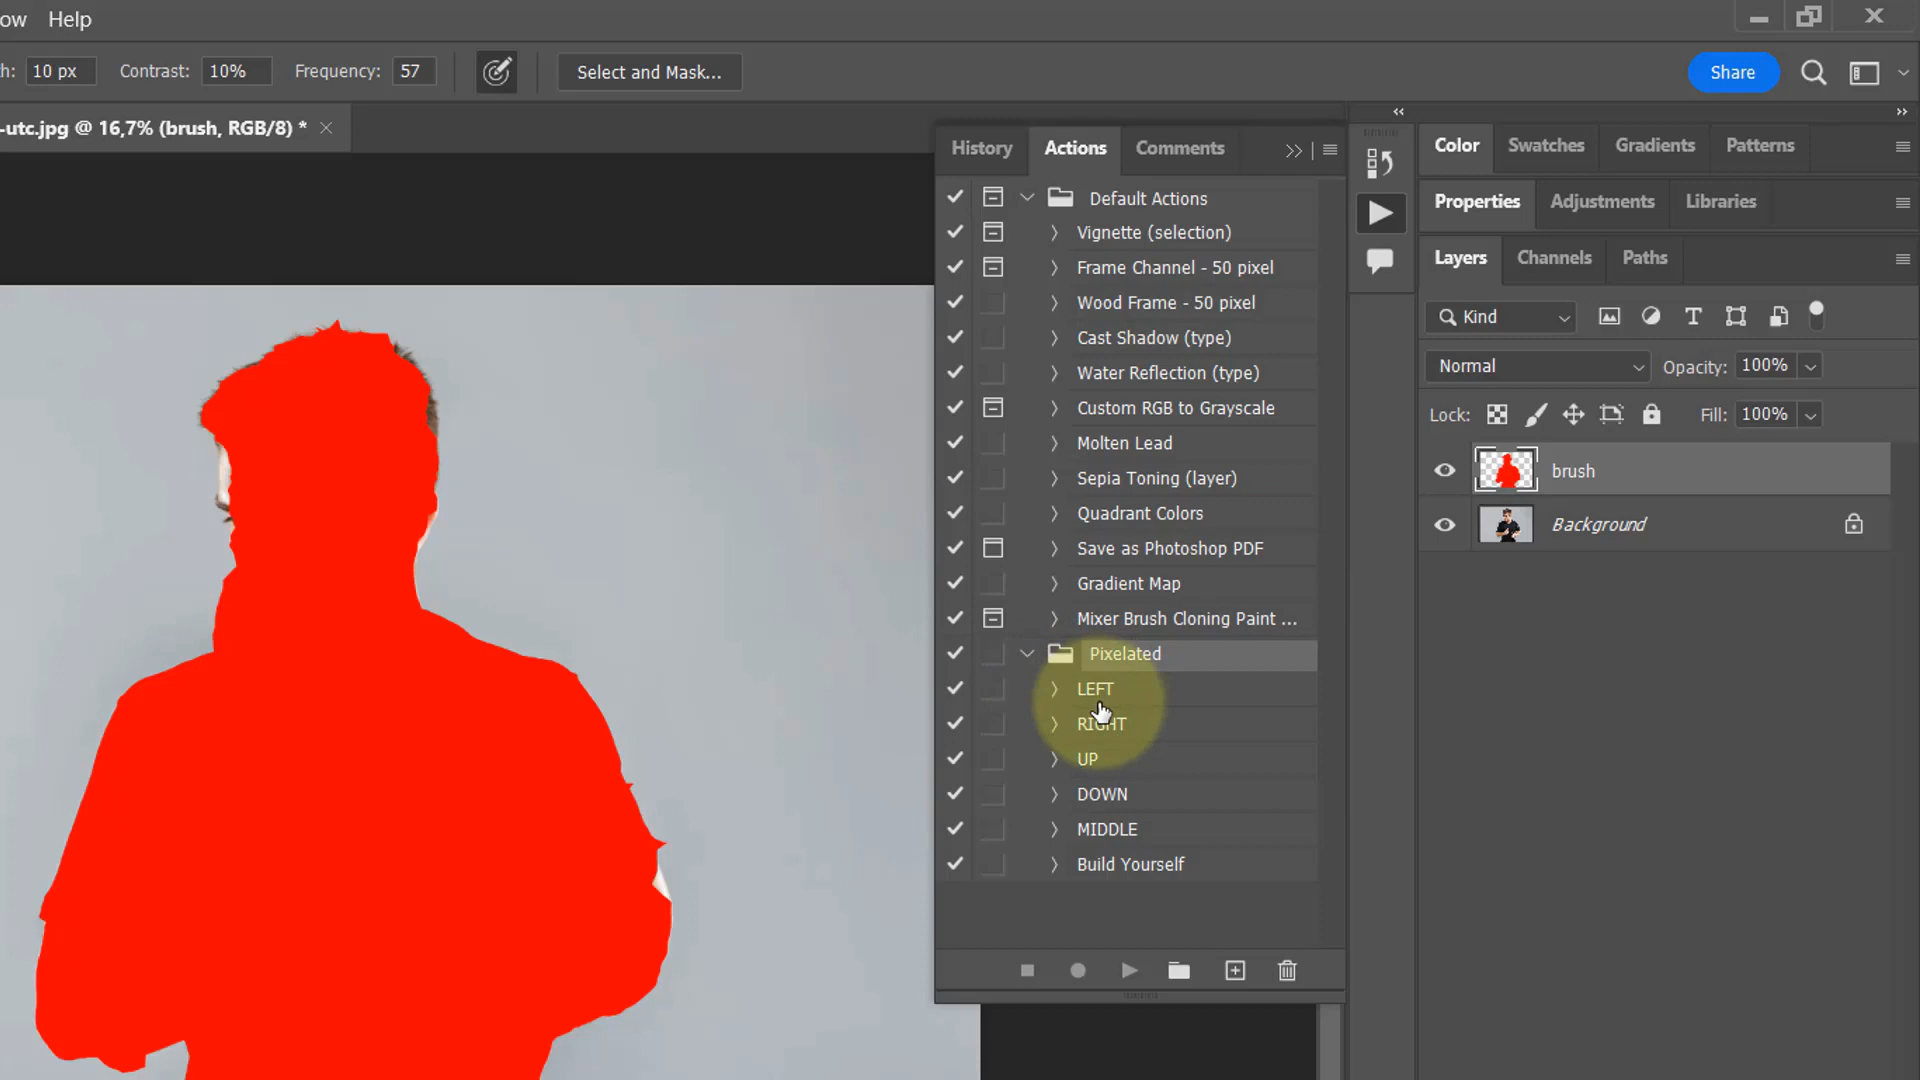 ow Help
h: 10 px Contrast: 10% Frequency: 57 Select and Mask... Share
-utc.jpg @ 16,7% (brush, RGB/8) *
History Actions Comments
Default Actions
Vignette (selection)
Frame Channel - 50 pixel
Wood Frame - 50 pixel
Cast Shadow (type)
Water Reflection (type)
Custom RGB to Grayscale
Molten Lead
Sepia Toning (layer)
Quadrant Colors
Save as Photoshop PDF
Gradient Map
Mixer Brush Cloning Paint ...
Pixelated
LEFT
RIGHT
UP
DOWN
MIDDLE
Build Yourself
Color Swatches Gradients Patterns
Properties Adjustments Libraries
Layers Channels Paths
Kind
Normal Opacity: 100%
Lock: Fill: 100%
brush
Background